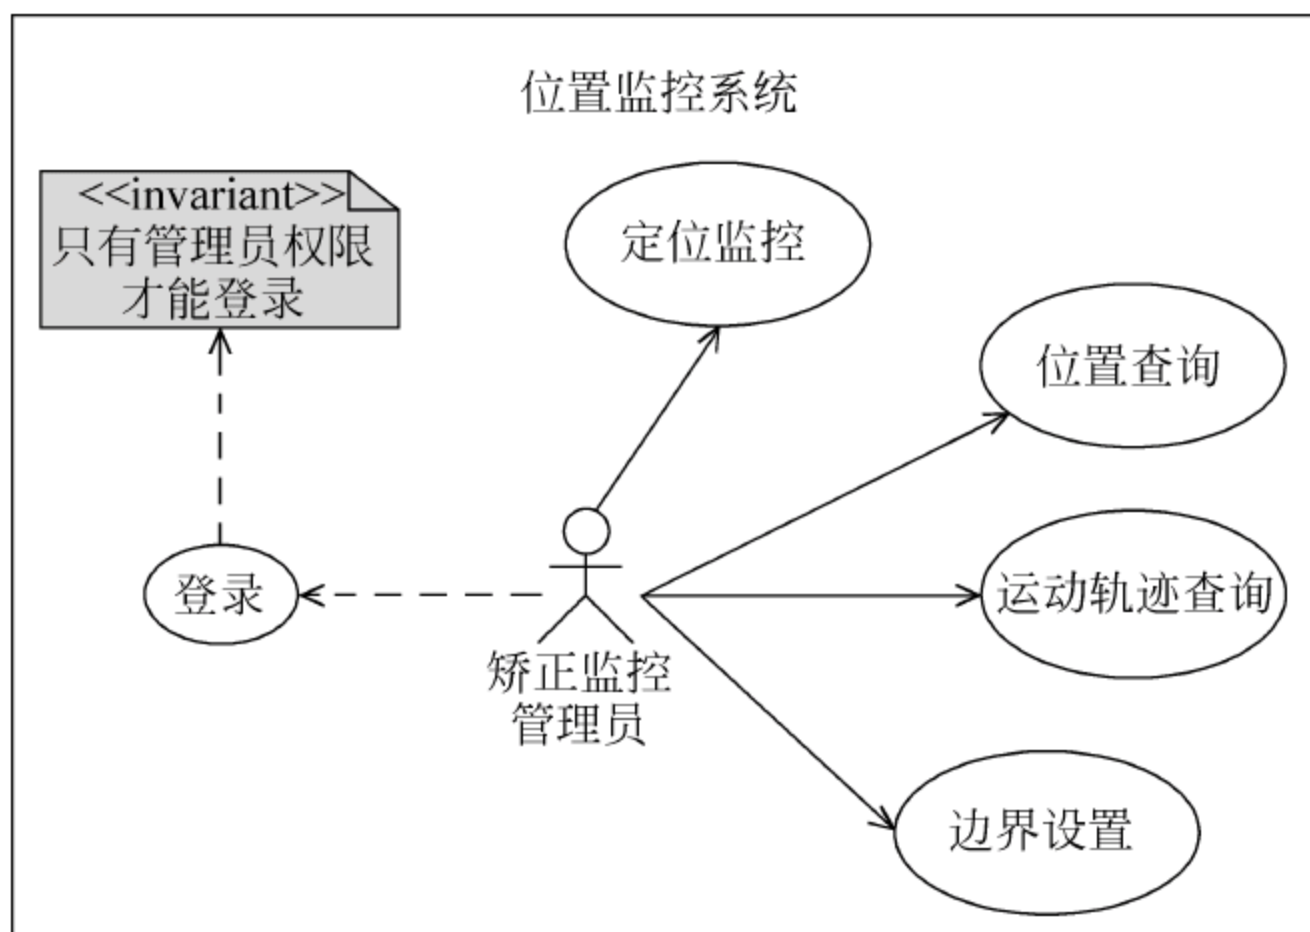 位置监控系统
<<invariant>>
只有管理员权限
才能登录
定位监控
位置查询
登录
运动轨迹查询
矫正监控
管理员
边界设置